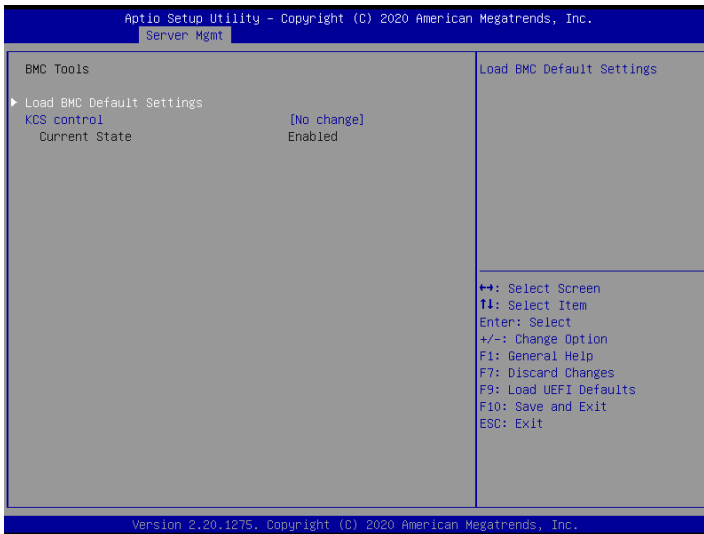 Aptio Setup Utility – Copyright (C) 2020 American Megatrends, Inc.
Server Mgmt
BMC Tools
Load BMC Default Settings
KCS control [No change]
Current State Enabled
Load BMC Default Settings
↔: Select Screen
↑↓: Select Item
Enter: Select
+/-: Change Option
F1: General Help
F7: Discard Changes
F9: Load UEFI Defaults
F10: Save and Exit
ESC: Exit
Version 2.20.1275. Copyright (C) 2020 American Megatrends, Inc.